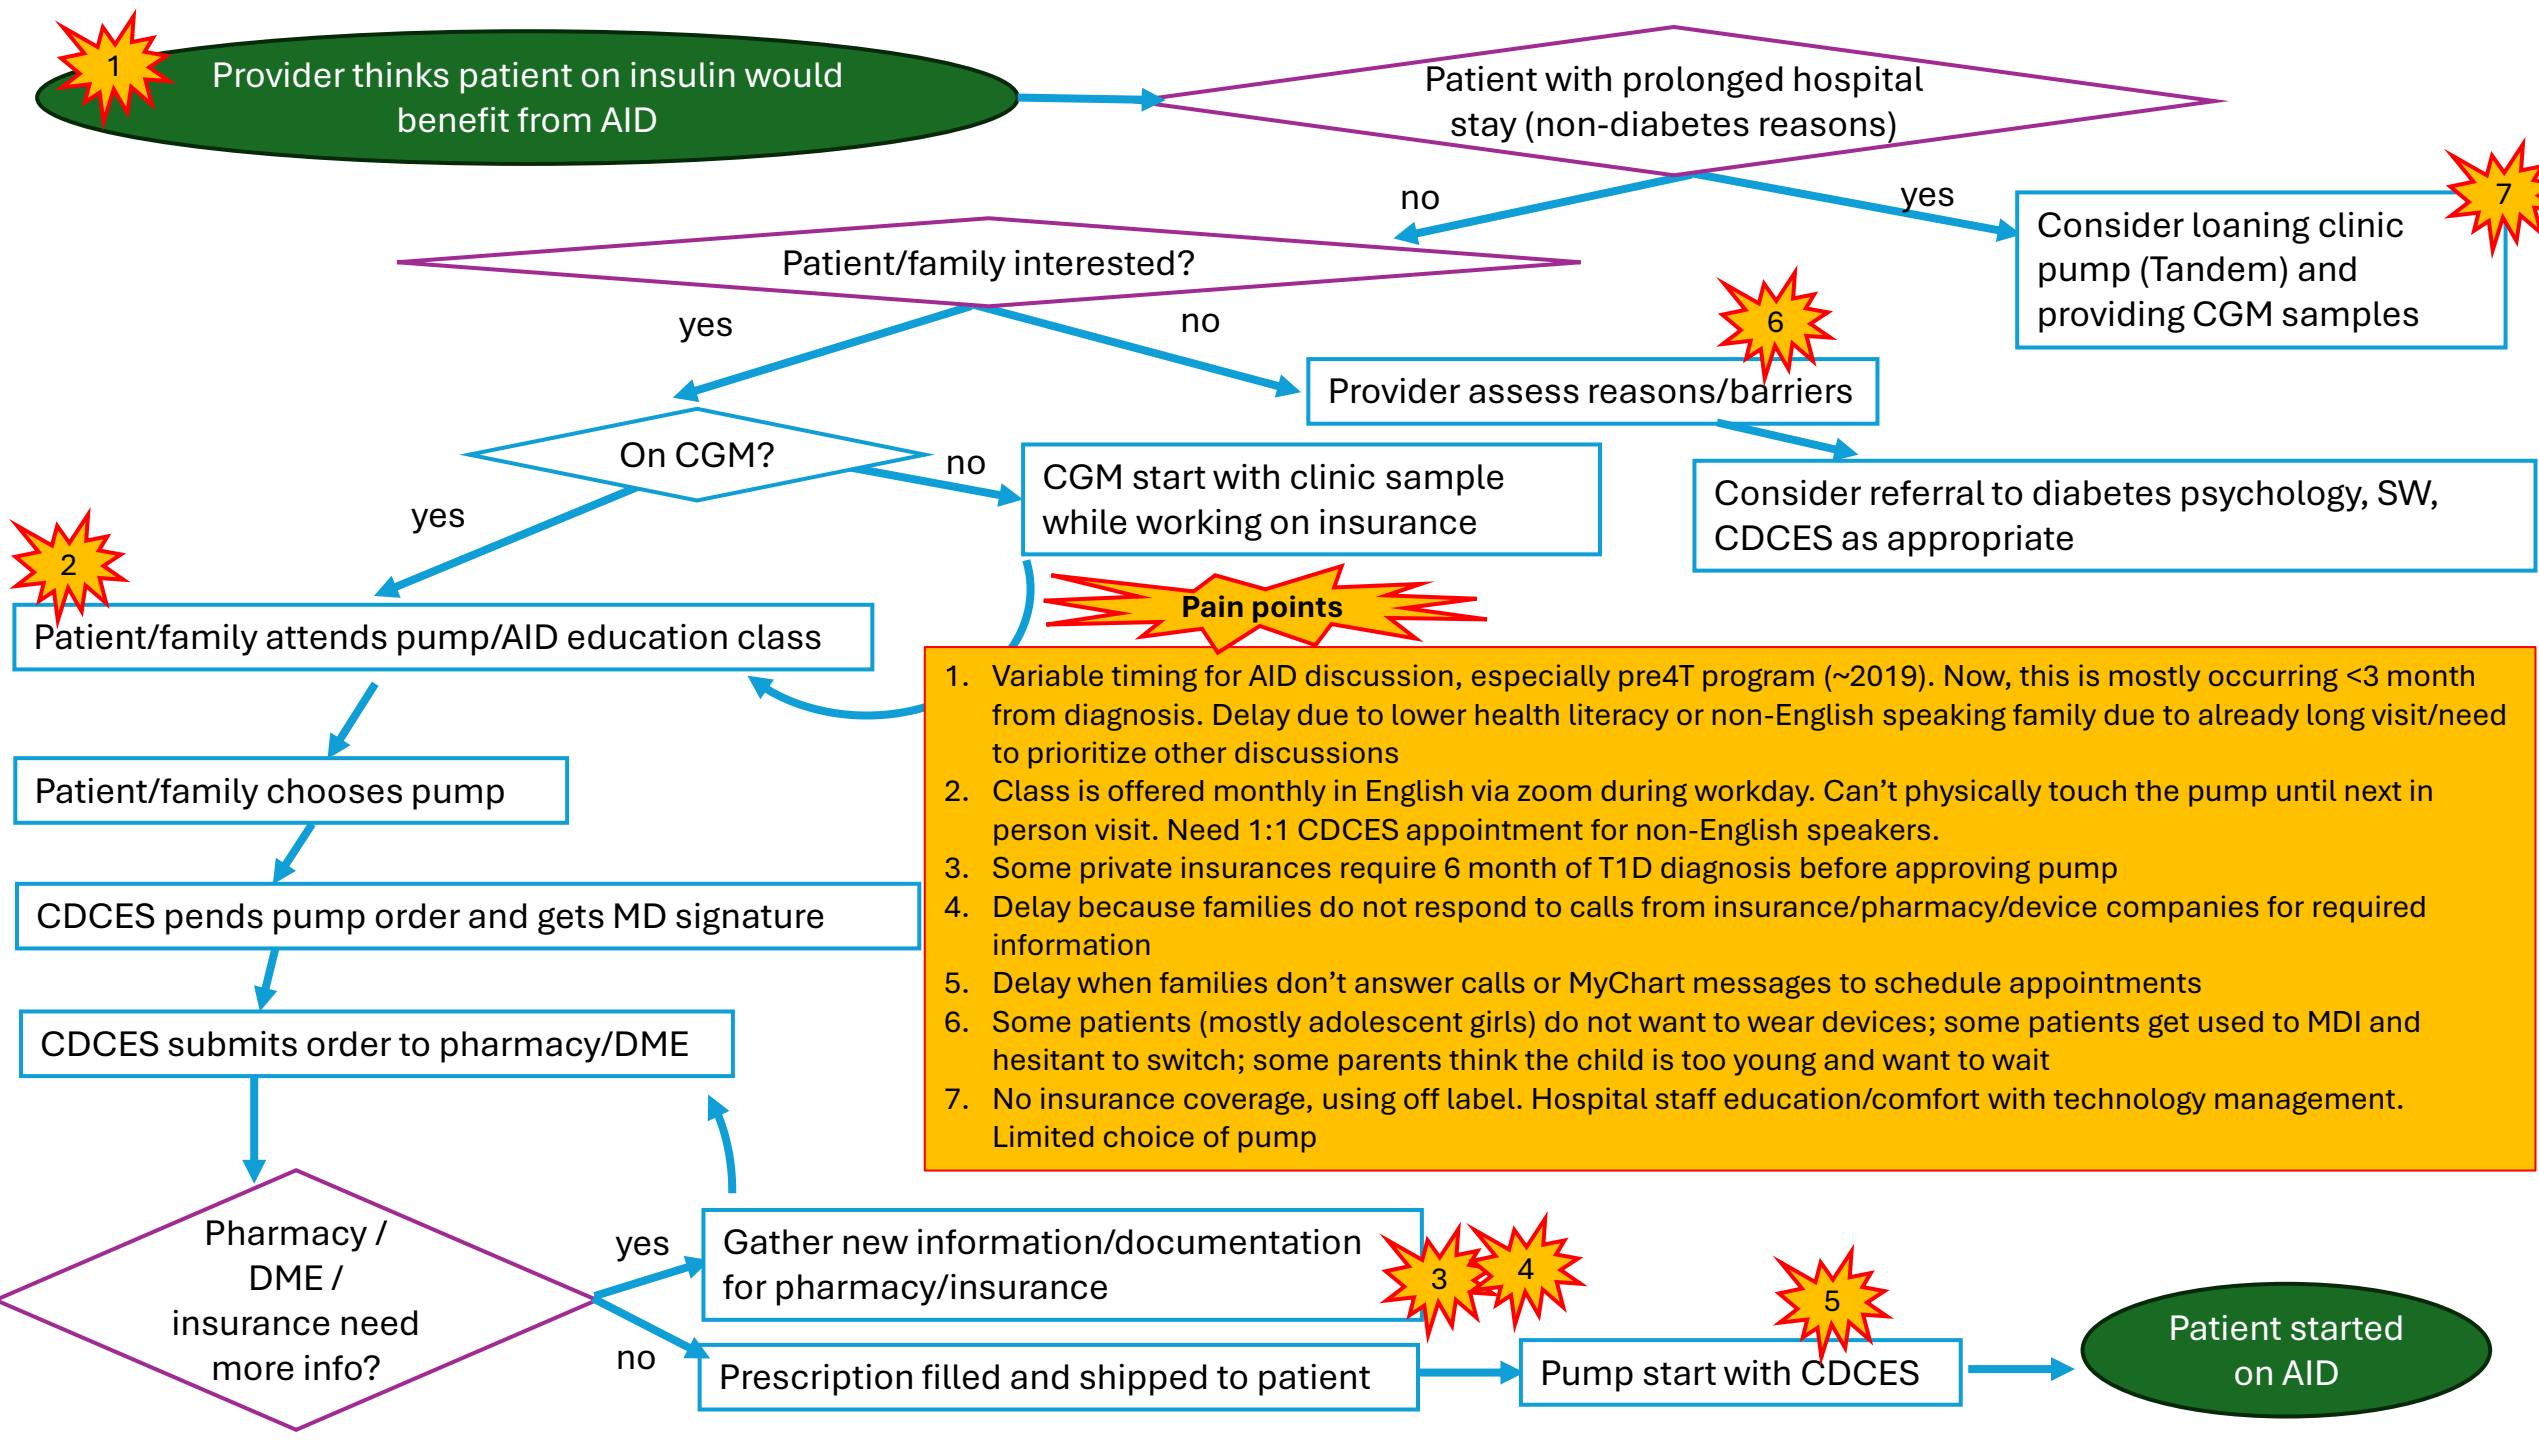 1
Provider thinks patient on insulin would
benefit from AID
Patient with prolonged hospital
stay (non-diabetes reasons)
no
yes
7
Consider loaning clinic
pump (Tandem) and
providing CGM samples
Patient/family interested?
yes
no
6
Provider assess reasons/barriers
Consider referral to diabetes psychology, SW,
CDCES as appropriate
On CGM?
no
yes
CGM start with clinic sample
while working on insurance
2
Patient/family attends pump/AID education class
Patient/family chooses pump
CDCES pends pump order and gets MD signature
CDCES submits order to pharmacy/DME
Pain points
1. Variable timing for AID discussion, especially pre4T program (~2019). Now, this is mostly occurring <3 month
from diagnosis. Delay due to lower health literacy or non-English speaking family due to already long visit/need
to prioritize other discussions
2. Class is offered monthly in English via zoom during workday. Can't physically touch the pump until next in
person visit. Need 1:1 CDCES appointment for non-English speakers.
3. Some private insurances require 6 month of T1D diagnosis before approving pump
4. Delay because families do not respond to calls from insurance/pharmacy/device companies for required
information
5. Delay when families don't answer calls or MyChart messages to schedule appointments
6. Some patients (mostly adolescent girls) do not want to wear devices; some patients get used to MDI and
hesitant to switch; some parents think the child is too young and want to wait
7. No insurance coverage, using off label. Hospital staff education/comfort with technology management.
Limited choice of pump
Pharmacy /
DME /
insurance need
more info?
yes
no
Gather new information/documentation
for pharmacy/insurance
3
4
Prescription filled and shipped to patient
5
Pump start with CDCES
Patient started
on AID